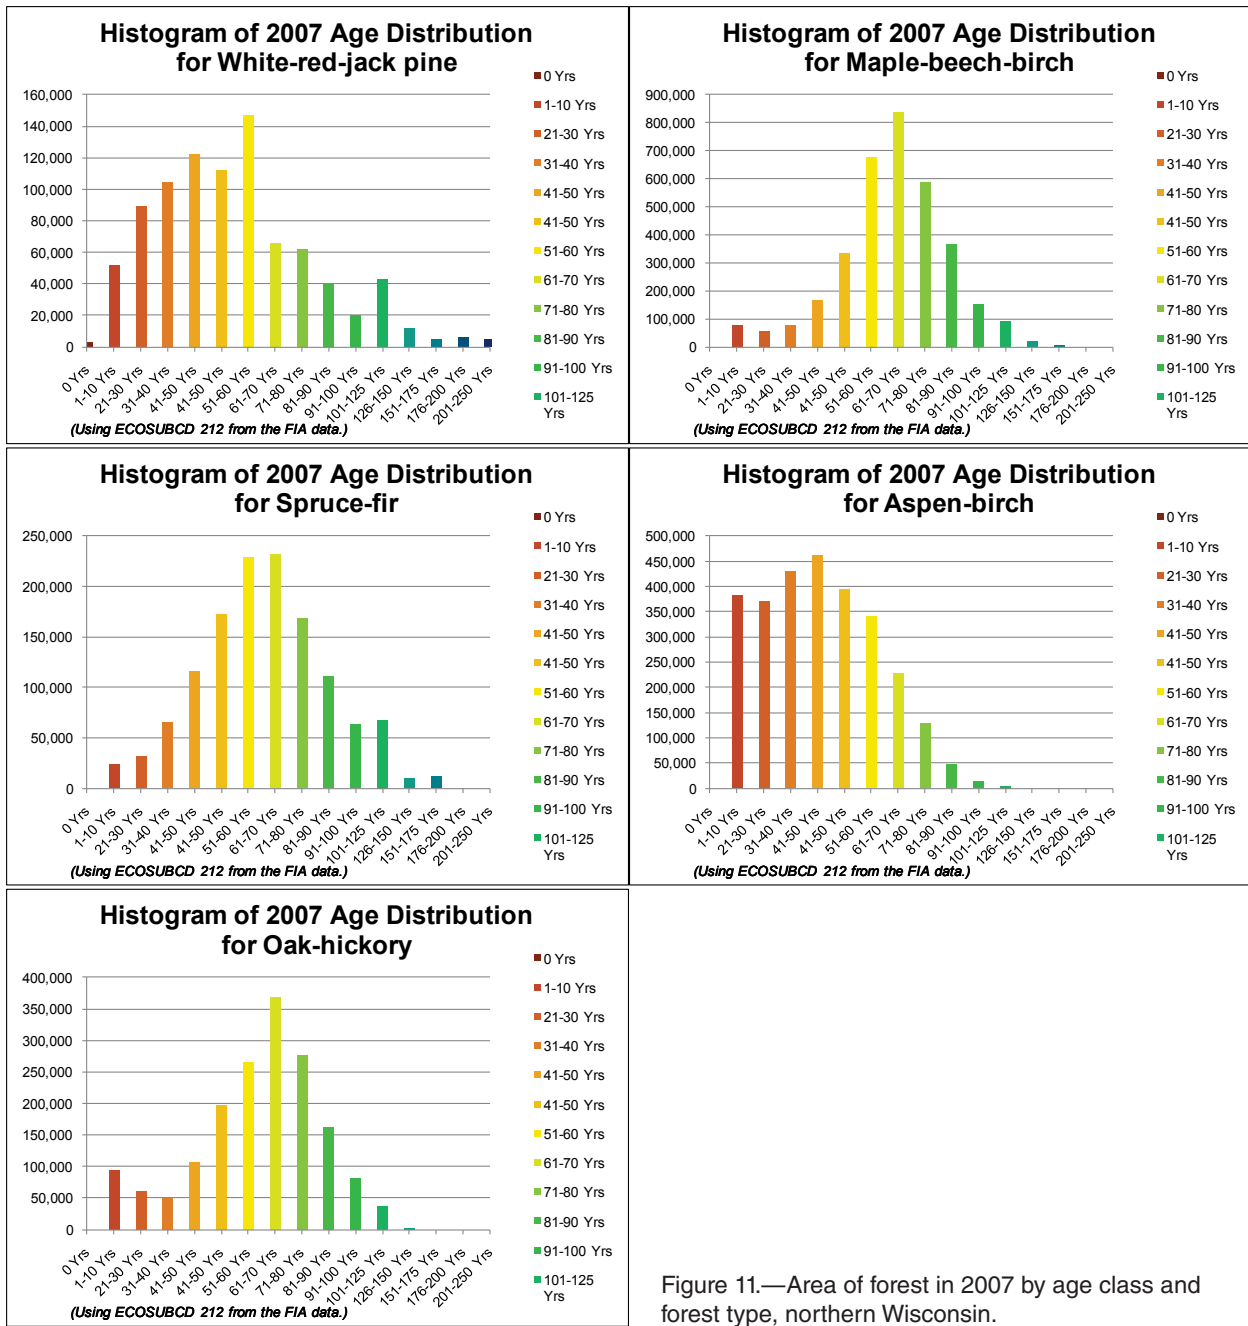 Histogram of 2007 Age Distribution
for White-red-jack pine
160,000
140,000
120,000
100,000
80,000
60,000
40,000
20,000
0
0 Yrs
1-10 Yrs
21-30 Yrs
31-40 Yrs
41-50 Yrs
41-50 Yrs
51-60 Yrs
61-70 Yrs
71-80 Yrs
81-90 Yrs
91-100 Yrs
101-125 Yrs
126-150 Yrs
151-175 Yrs
176-200 Yrs
201-250 Yrs
(Using ECOSUBCD 212 from the FIA data.)
0 Yrs
1-10 Yrs
21-30 Yrs
31-40 Yrs
41-50 Yrs
41-50 Yrs
51-60 Yrs
61-70 Yrs
71-80 Yrs
81-90 Yrs
91-100 Yrs
101-125
Yrs
Histogram of 2007 Age Distribution
for Maple-beech-birch
900,000
800,000
700,000
600,000
500,000
400,000
300,000
200,000
100,000
0
0 Yrs
1-10 Yrs
21-30 Yrs
31-40 Yrs
41-50 Yrs
41-50 Yrs
51-60 Yrs
61-70 Yrs
71-80 Yrs
81-90 Yrs
91-100 Yrs
101-125 Yrs
126-150 Yrs
151-175 Yrs
176-200 Yrs
201-250 Yrs
(Using ECOSUBCD 212 from the FIA data.)
0 Yrs
1-10 Yrs
21-30 Yrs
31-40 Yrs
41-50 Yrs
41-50 Yrs
51-60 Yrs
61-70 Yrs
71-80 Yrs
81-90 Yrs
91-100 Yrs
101-125
Yrs
Histogram of 2007 Age Distribution
for Spruce-fir
250,000
200,000
150,000
100,000
50,000
0
0 Yrs
1-10 Yrs
21-30 Yrs
31-40 Yrs
41-50 Yrs
41-50 Yrs
51-60 Yrs
61-70 Yrs
71-80 Yrs
81-90 Yrs
91-100 Yrs
101-125 Yrs
126-150 Yrs
151-175 Yrs
176-200 Yrs
201-250 Yrs
(Using ECOSUBCD 212 from the FIA data.)
0 Yrs
1-10 Yrs
21-30 Yrs
31-40 Yrs
41-50 Yrs
41-50 Yrs
51-60 Yrs
61-70 Yrs
71-80 Yrs
81-90 Yrs
91-100 Yrs
101-125
Yrs
Histogram of 2007 Age Distribution
for Aspen-birch
500,000
450,000
400,000
350,000
300,000
250,000
200,000
150,000
100,000
50,000
0
0 Yrs
1-10 Yrs
21-30 Yrs
31-40 Yrs
41-50 Yrs
41-50 Yrs
51-60 Yrs
61-70 Yrs
71-80 Yrs
81-90 Yrs
91-100 Yrs
101-125 Yrs
126-150 Yrs
151-175 Yrs
176-200 Yrs
201-250 Yrs
(Using ECOSUBCD 212 from the FIA data.)
0 Yrs
1-10 Yrs
21-30 Yrs
31-40 Yrs
41-50 Yrs
41-50 Yrs
51-60 Yrs
61-70 Yrs
71-80 Yrs
81-90 Yrs
91-100 Yrs
101-125
Yrs
Histogram of 2007 Age Distribution
for Oak-hickory
400,000
350,000
300,000
250,000
200,000
150,000
100,000
50,000
0
0 Yrs
1-10 Yrs
21-30 Yrs
31-40 Yrs
41-50 Yrs
41-50 Yrs
51-60 Yrs
61-70 Yrs
71-80 Yrs
81-90 Yrs
91-100 Yrs
101-125 Yrs
126-150 Yrs
151-175 Yrs
176-200 Yrs
201-250 Yrs
(Using ECOSUBCD 212 from the FIA data.)
0 Yrs
1-10 Yrs
21-30 Yrs
31-40 Yrs
41-50 Yrs
41-50 Yrs
51-60 Yrs
61-70 Yrs
71-80 Yrs
81-90 Yrs
91-100 Yrs
101-125
Yrs
Figure 11.—Area of forest in 2007 by age class and
forest type, northern Wisconsin.